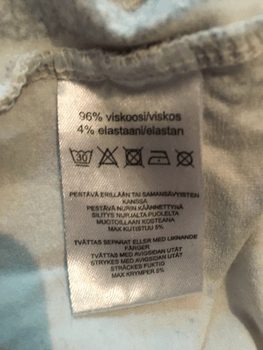 96% viskoosi/viskos
4% elastaani/elastan
30
PESTÄVÄ ERILLÄÄN TAI SAMANSÄVYISTEN
KANSSA
PESTÄVÄ NURIN KÄÄNNETTYNÄ
SILITYS NURJALTA PUOLELTA
MUOTOILLAAN KOSTEANA
MAX KUTISTUU 5%
TVÄTTAS SEPARAT ELLER MED LIKNANDE
FÄRGER
TVÄTTAS MED AVIGSIDAN UTÅT
STRYKES MED AVIGSIDAN UTÅT
STRÄCKES FUKTIG
MAX KRYMPER 5%